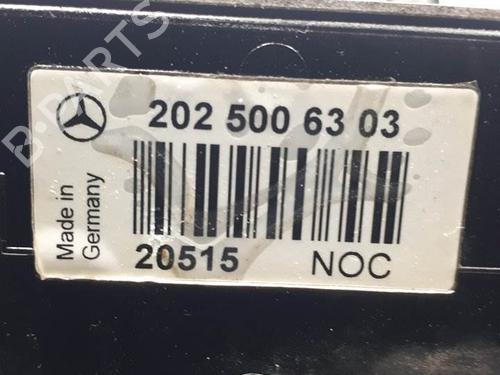 202 500 63 03
Made in
Germany
20515 NOC
B-PARTS